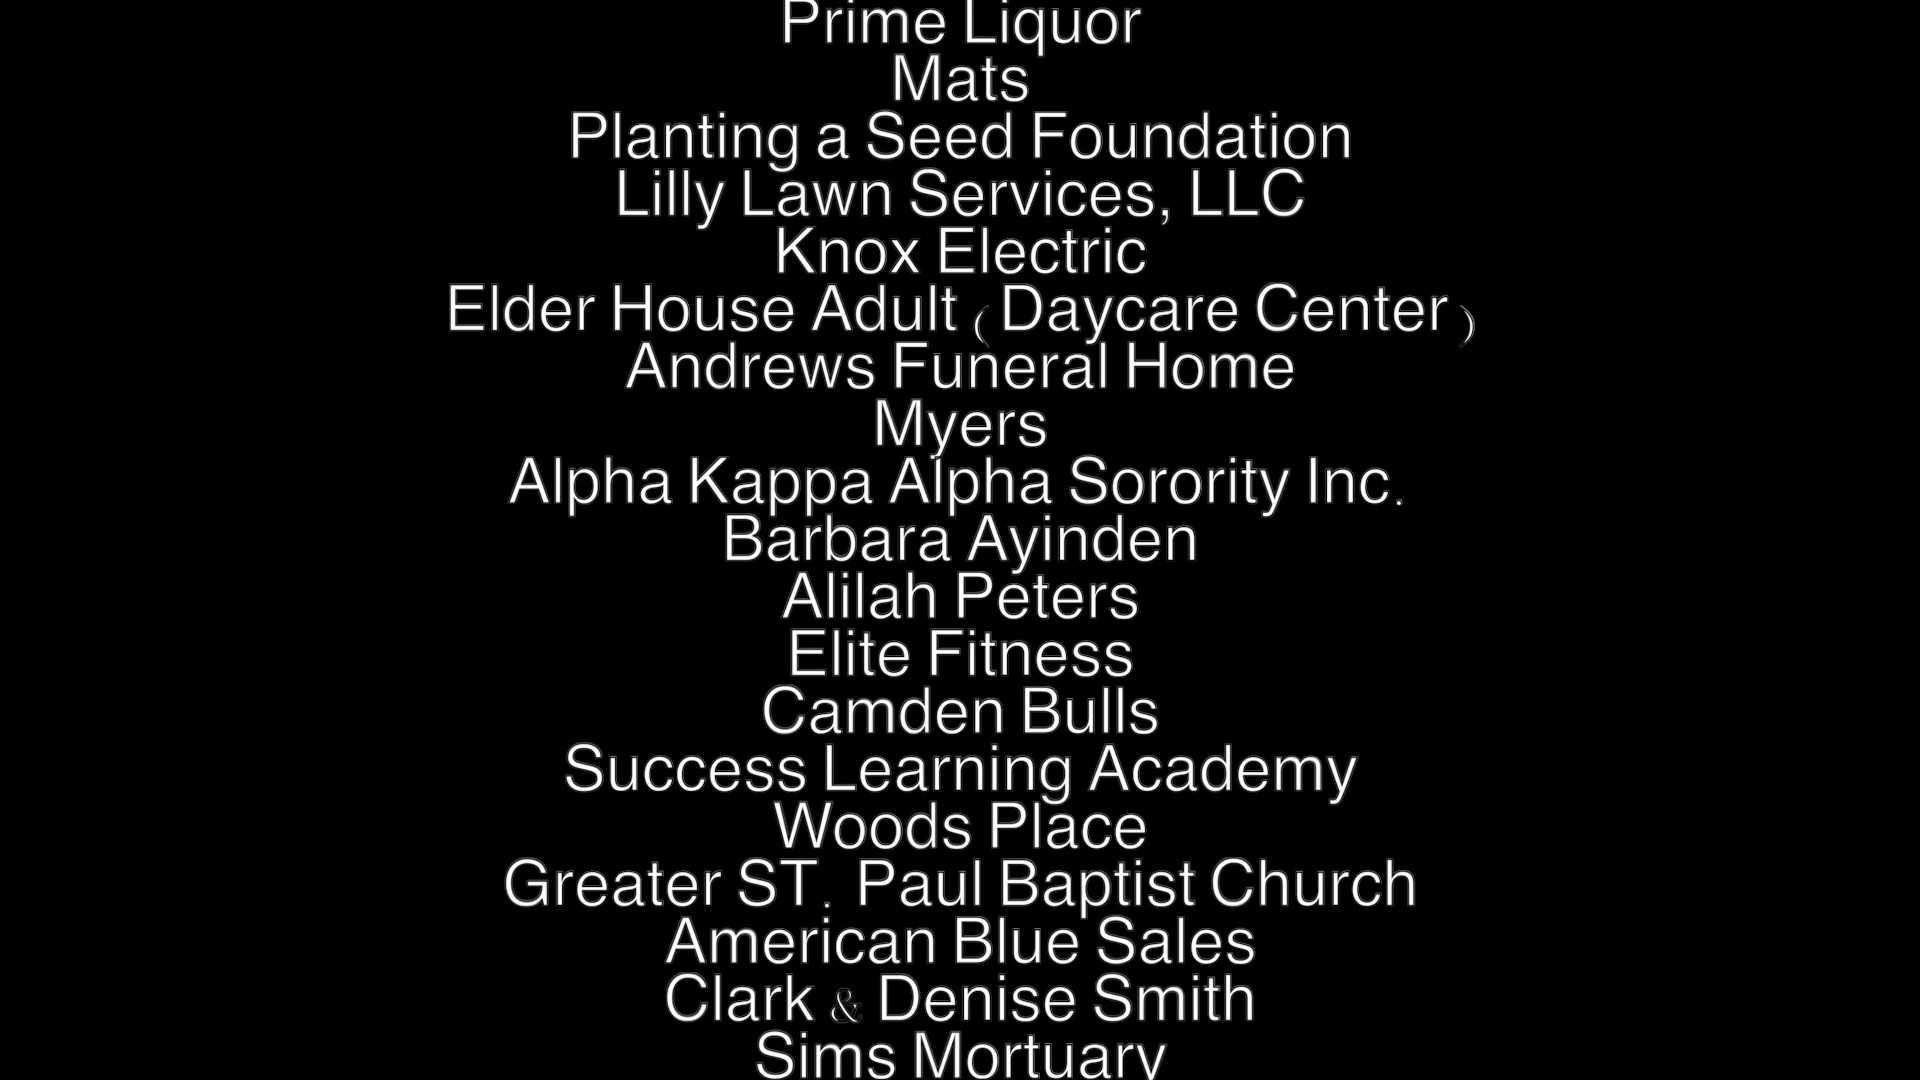 Prime Liquor
Mats
Planting a Seed Foundation
Lilly Lawn Services, LLC
Knox Electric
Elder House Adult (Daycare Center)
Andrews Funeral Home
Myers
Alpha Kappa Alpha Sorority Inc.
Barbara Ayinden
Alilah Peters
Elite Fitness
Camden Bulls
Success Learning Academy
Woods Place
Greater ST. Paul Baptist Church
American Blue Sales
Clark & Denise Smith
Sims Mortuary